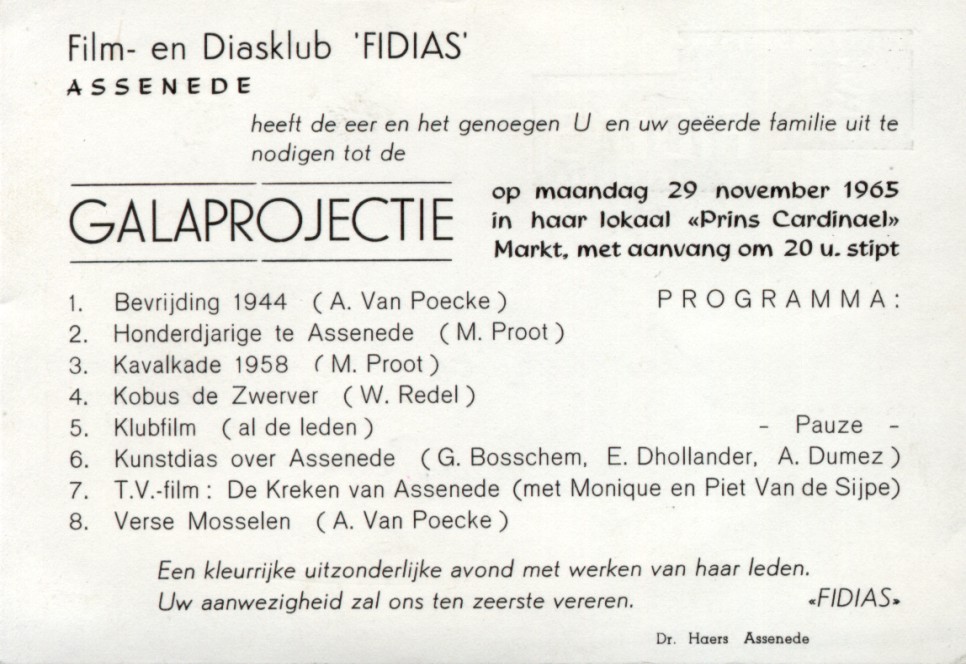 Film- en Diasklub 'FIDIAS'
ASSENEDE
heeft de eer en het genoegen U en uw geëerde familie uit te
nodigen tot de
GALAPROJECTIE
op maandag 29 november 1965
in haar lokaal «Prins Cardinael»
Markt, met aanvang om 20 u. stipt
PROGRAMMA:
1. Bevrijding 1944 (A. Van Poecke)
2. Honderdjarige te Assenede (M. Proot)
3. Kavalkade 1958 (M. Proot)
4. Kobus de Zwerver (W. Redel)
5. Klubfilm (al de leden) - Pauze -
6. Kunstdias over Assenede (G. Bosschem, E. Dhollander, A. Dumez)
7. T.V.-film: De Kreken van Assenede (met Monique en Piet Van de Sijpe)
8. Verse Mosselen (A. Van Poecke)
Een kleurrijke uitzonderlijke avond met werken van haar leden.
Uw aanwezigheid zal ons ten zeerste vereren. «FIDIAS»
Dr. Haers Assenede